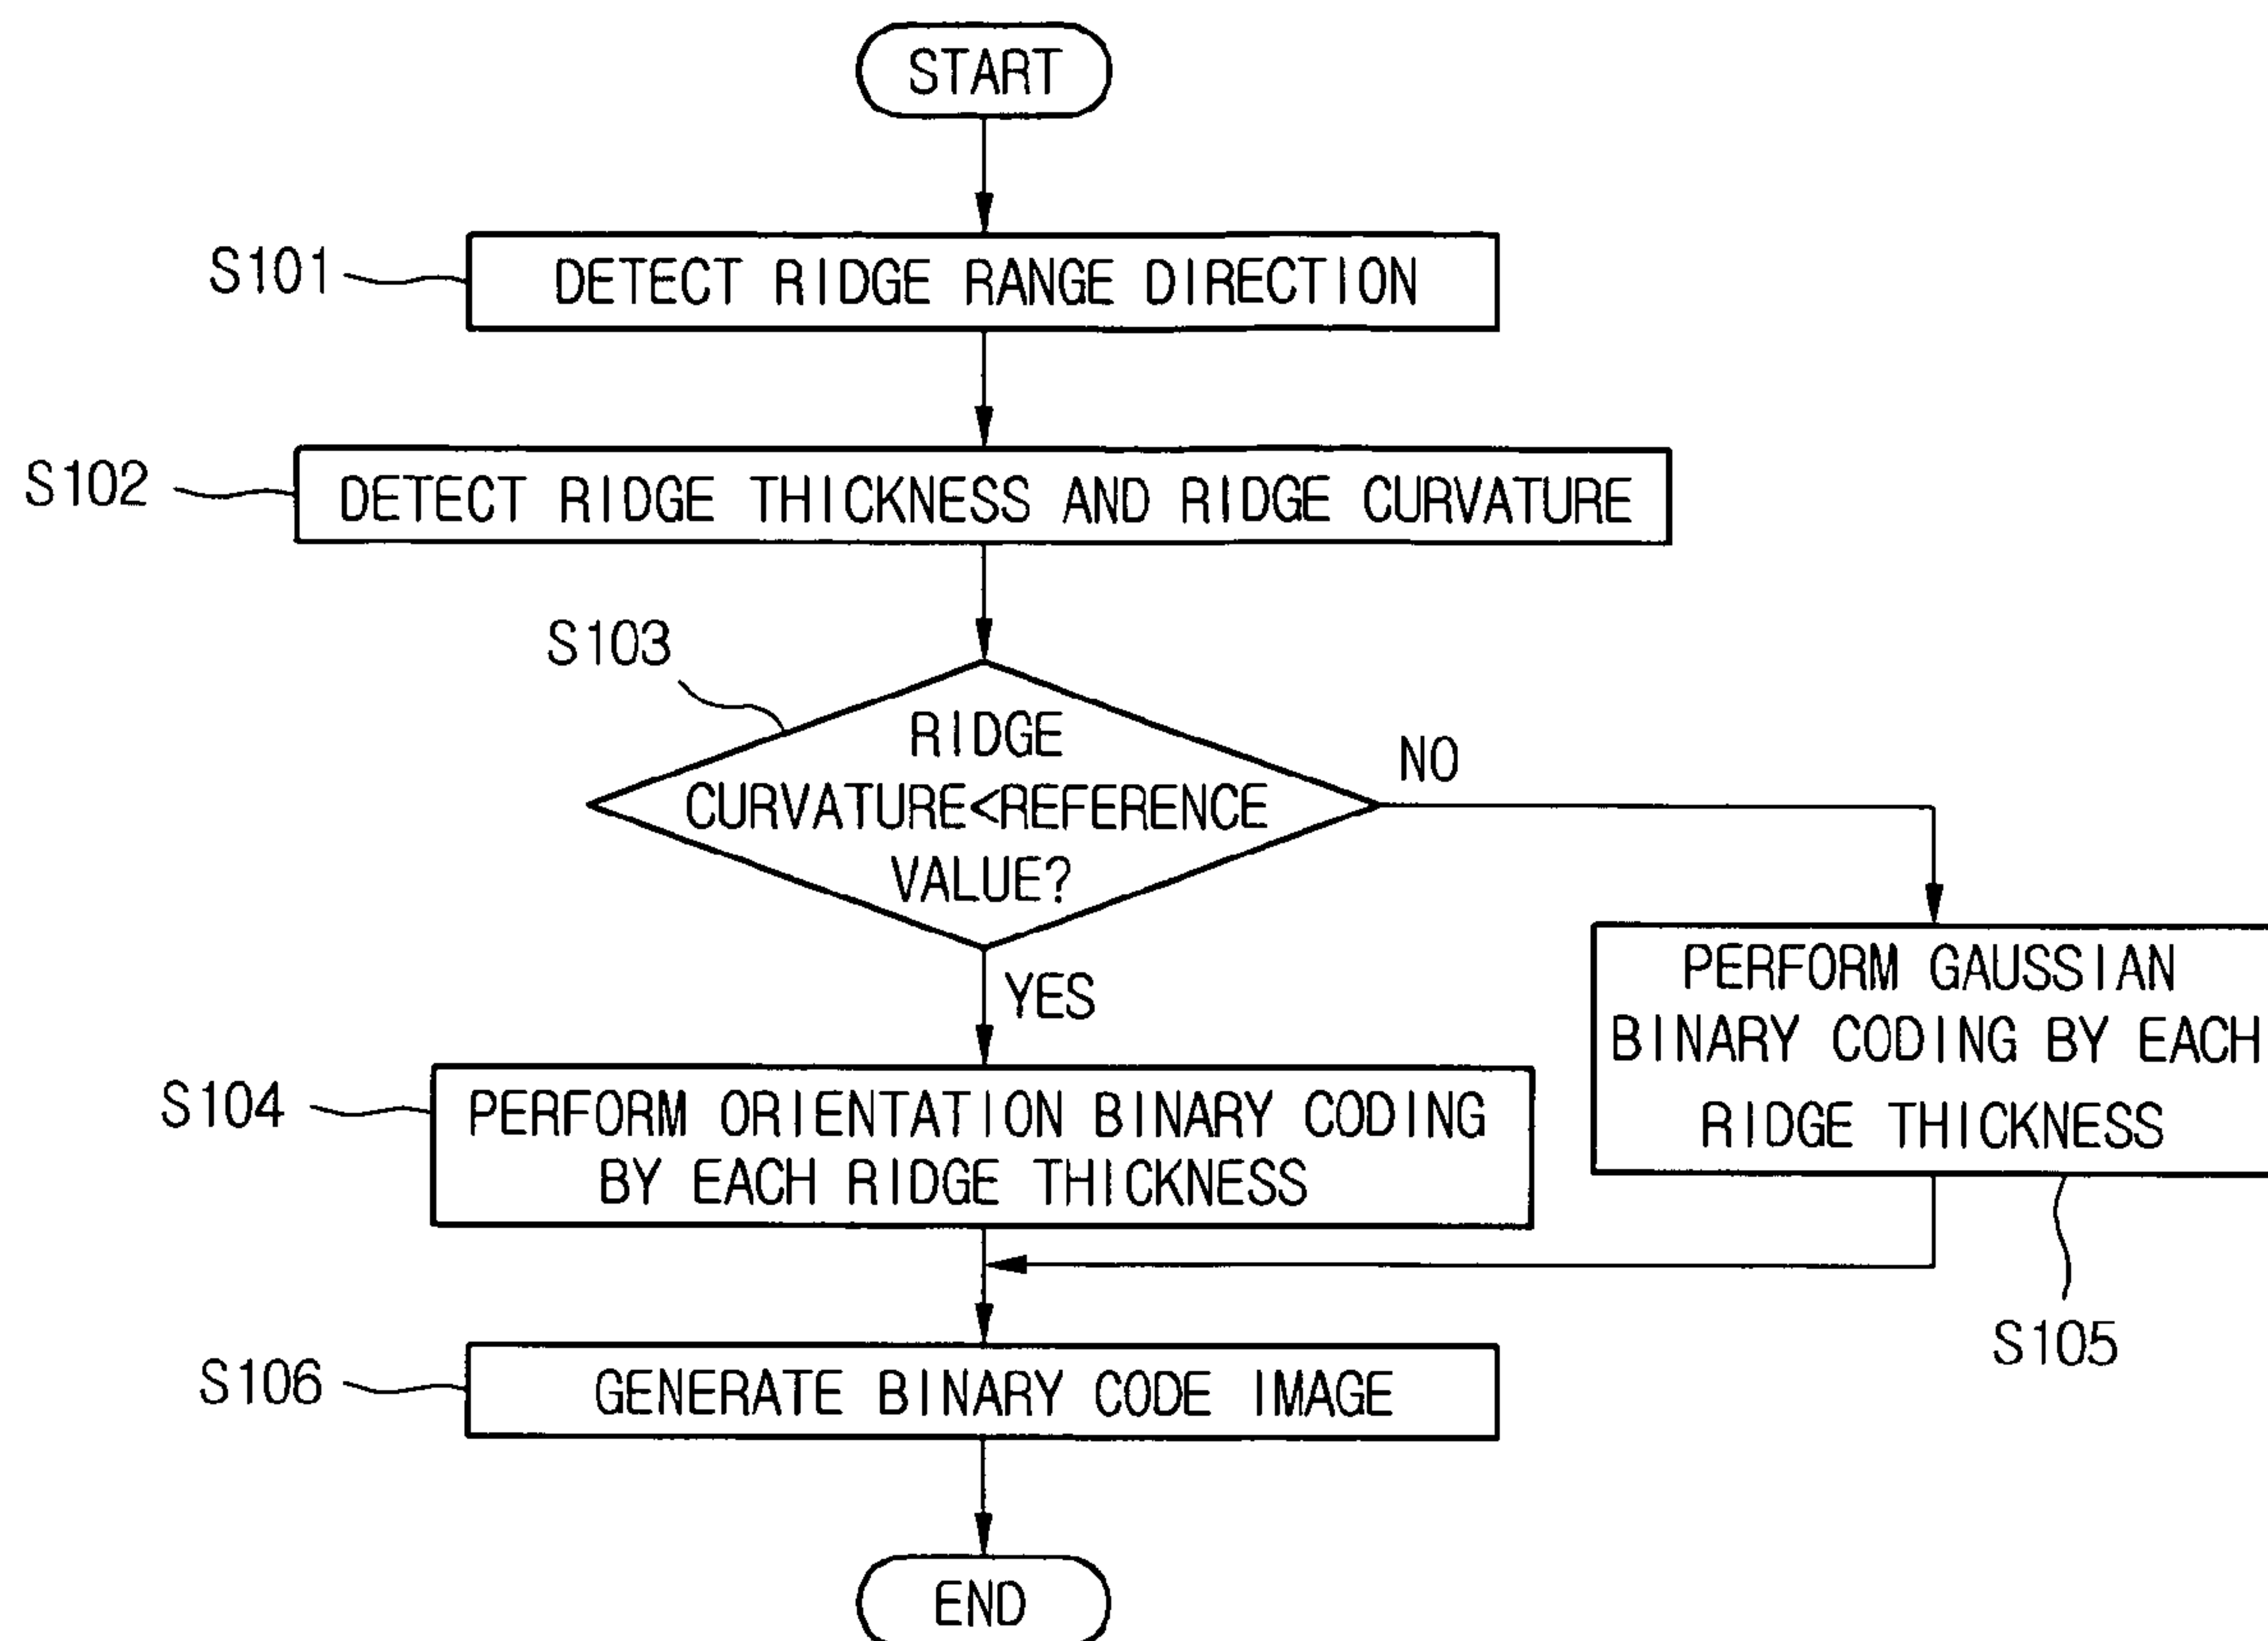 START
S101
DETECT RIDGE RANGE DIRECTION
S102
DETECT RIDGE THICKNESS AND RIDGE CURVATURE
S103
RIDGE
CURVATURE<REFERENCE
VALUE?
NO
YES
PERFORM GAUSSIAN
BINARY CODING BY EACH
RIDGE THICKNESS
S105
S104
PERFORM ORIENTATION BINARY CODING
BY EACH RIDGE THICKNESS
S106
GENERATE BINARY CODE IMAGE
END